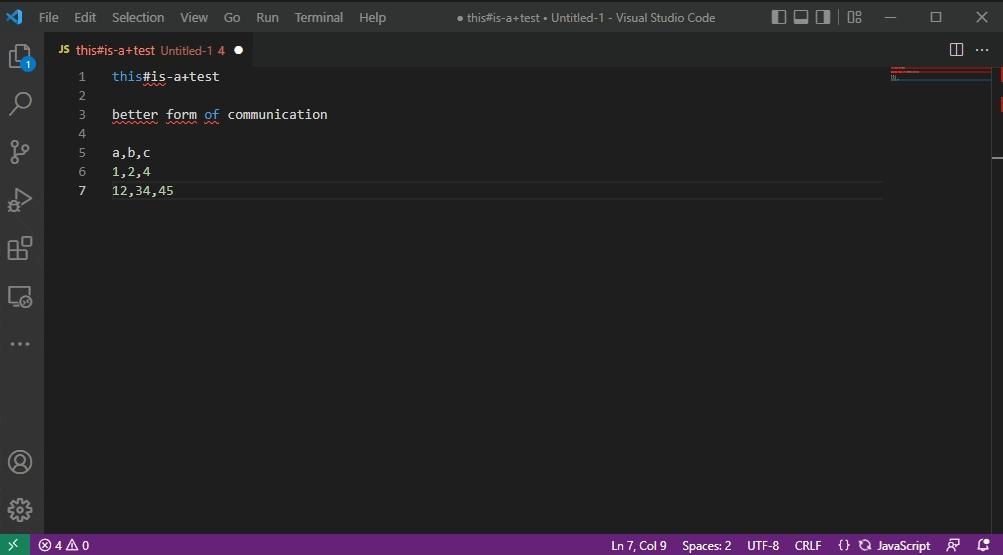 File Edit Selection View Go Run Terminal Help ● this#is-a+test • Untitled-1 - Visual Studio Code
JS this#is-a+test Untitled-1 4 ●
1 this#is-a+test
2
3 better form of communication
4
5 a,b,c
6 1,2,4
7 12,34,45
1
4 0 Ln 7, Col 9 Spaces: 2 UTF-8 CRLF {} JavaScript